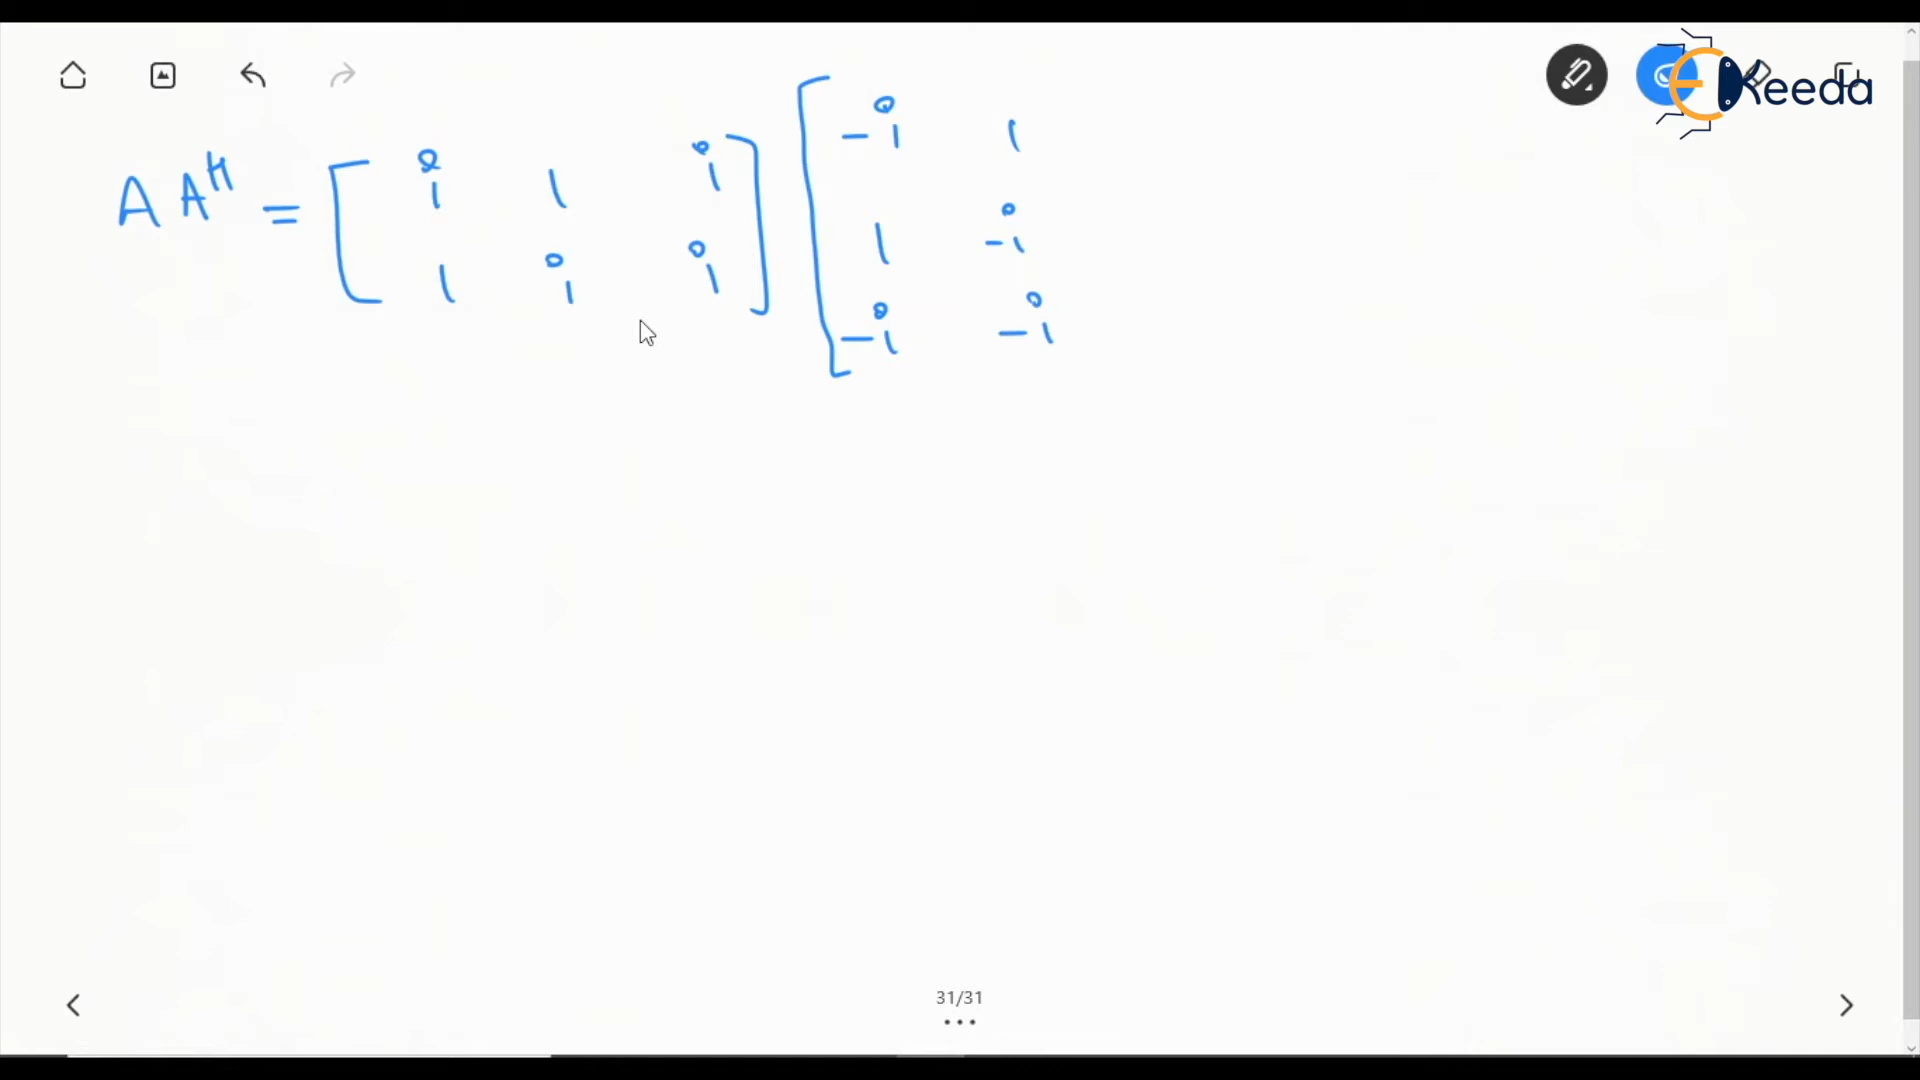 A A^H = [ i 1 i
1 i i ] [ -i 1
1 -i
-i -i
Keeda
31/31